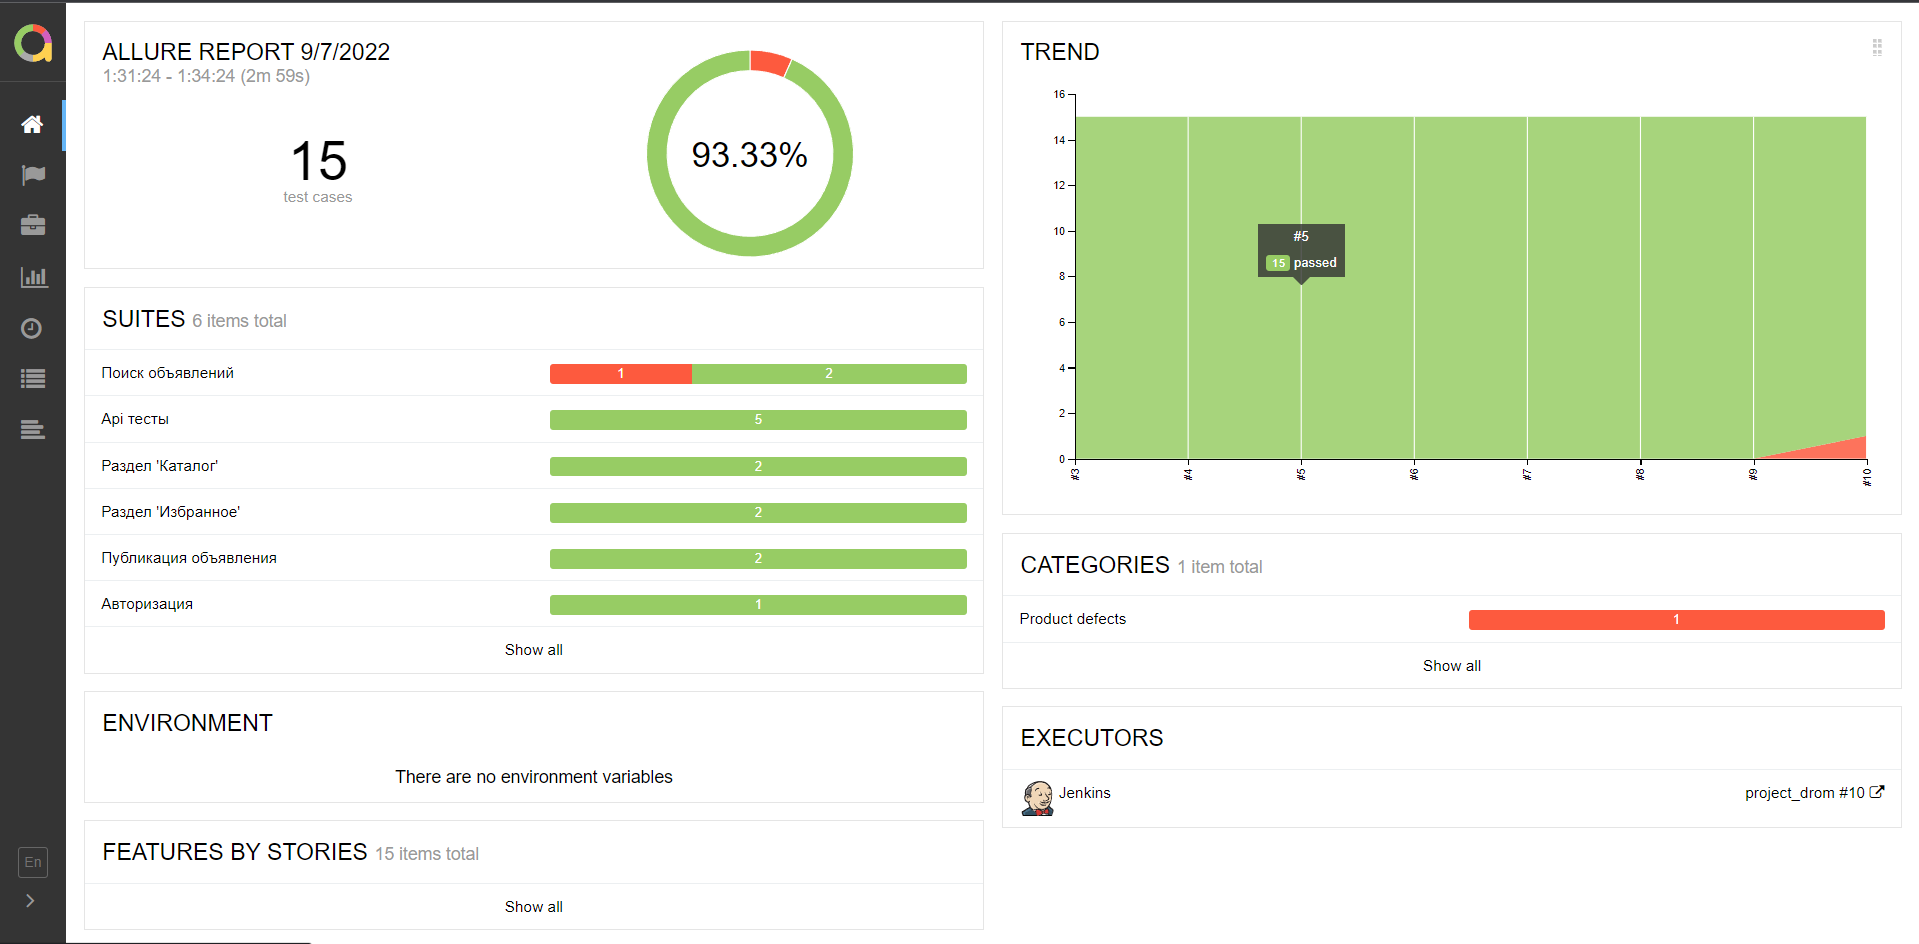 ALLURE REPORT 9/7/2022
1:31:24 - 1:34:24 (2m 59s)
15
test cases
93.33%
SUITES 6 items total
Поиск объявлений 1 2
Api тесты 5
Раздел 'Каталог' 2
Раздел 'Избранное' 2
Публикация объявления 2
Авторизация 1
Show all
ENVIRONMENT
There are no environment variables
FEATURES BY STORIES 15 items total
Show all
TREND
16
14
12
10
8
6
4
2
0
#5
15 passed
#3 #4 #5 #6 #7 #8 #9 #10
CATEGORIES 1 item total
Product defects 1
Show all
EXECUTORS
Jenkins project_drom #10
En